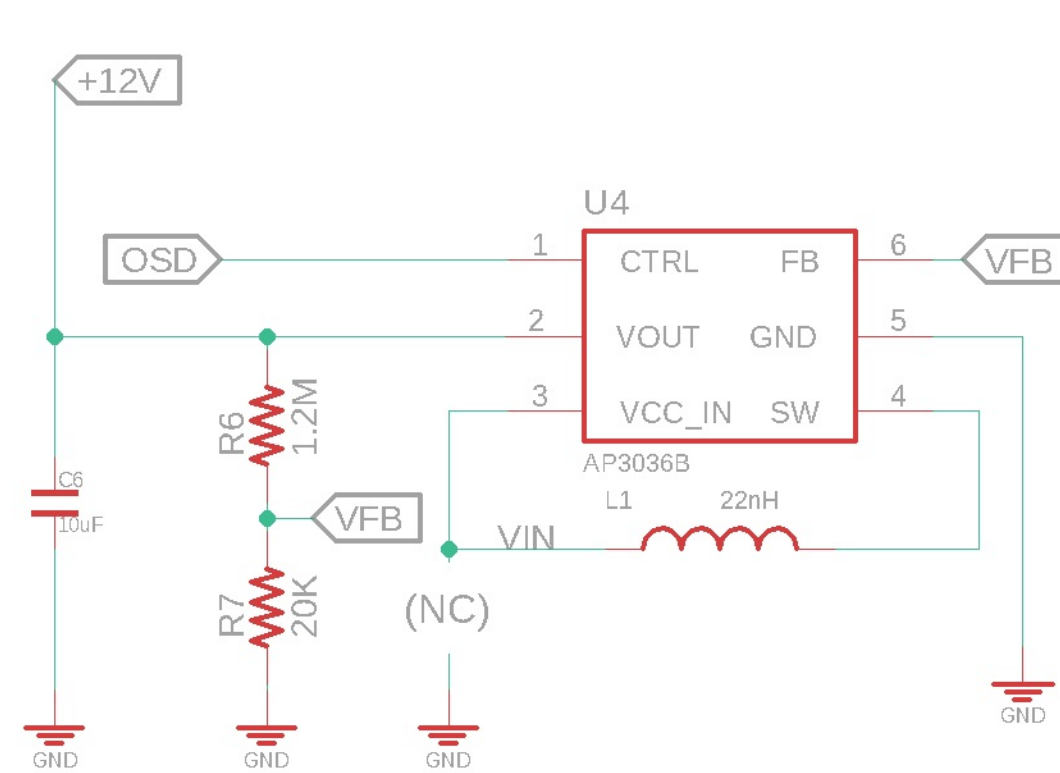 +12V
U4
OSD
1
CTRL
FB
6
VFB
2
VOUT
GND
5
3
VCC_IN
SW
4
R6
1.2M
AP3036B
C6
10uF
L1
22nH
VFB
VIN
R7
20K
(NC)
GND
GND
GND
GND